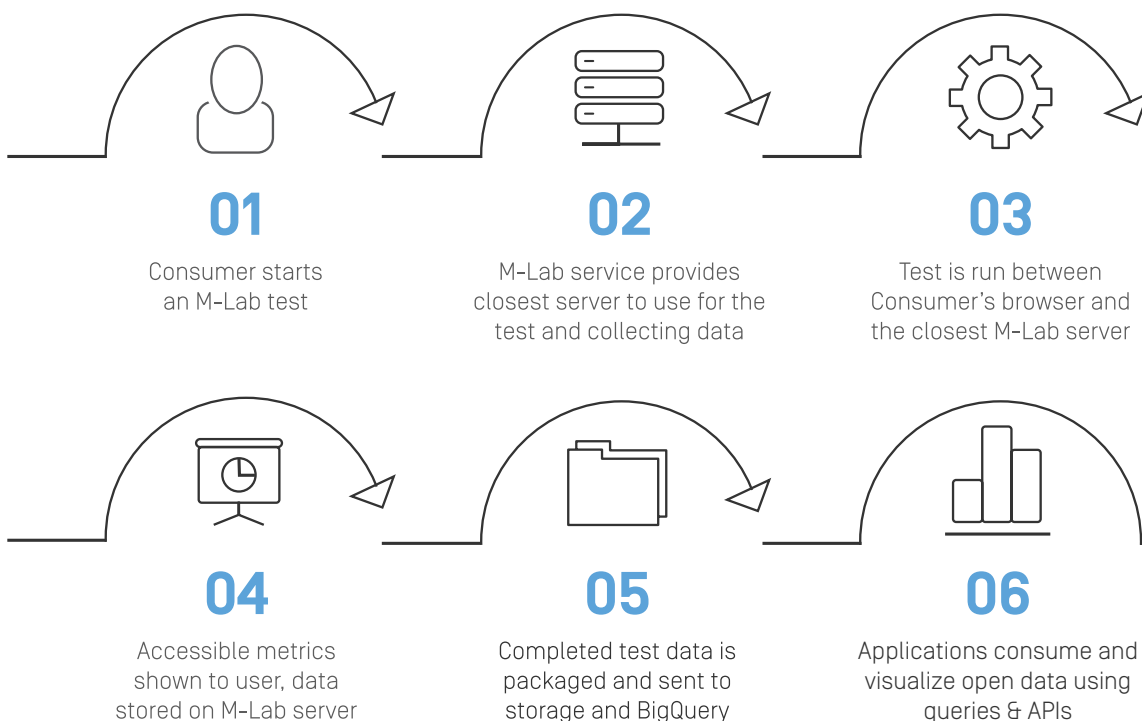 01
Consumer starts
an M-Lab test
02
M-Lab service provides
closest server to use for the
test and collecting data
03
Test is run between
Consumer's browser and
the closest M-Lab server
04
Accessible metrics
shown to user, data
stored on M-Lab server
05
Completed test data is
packaged and sent to
storage and BigQuery
06
Applications consume and
visualize open data using
queries & APIs